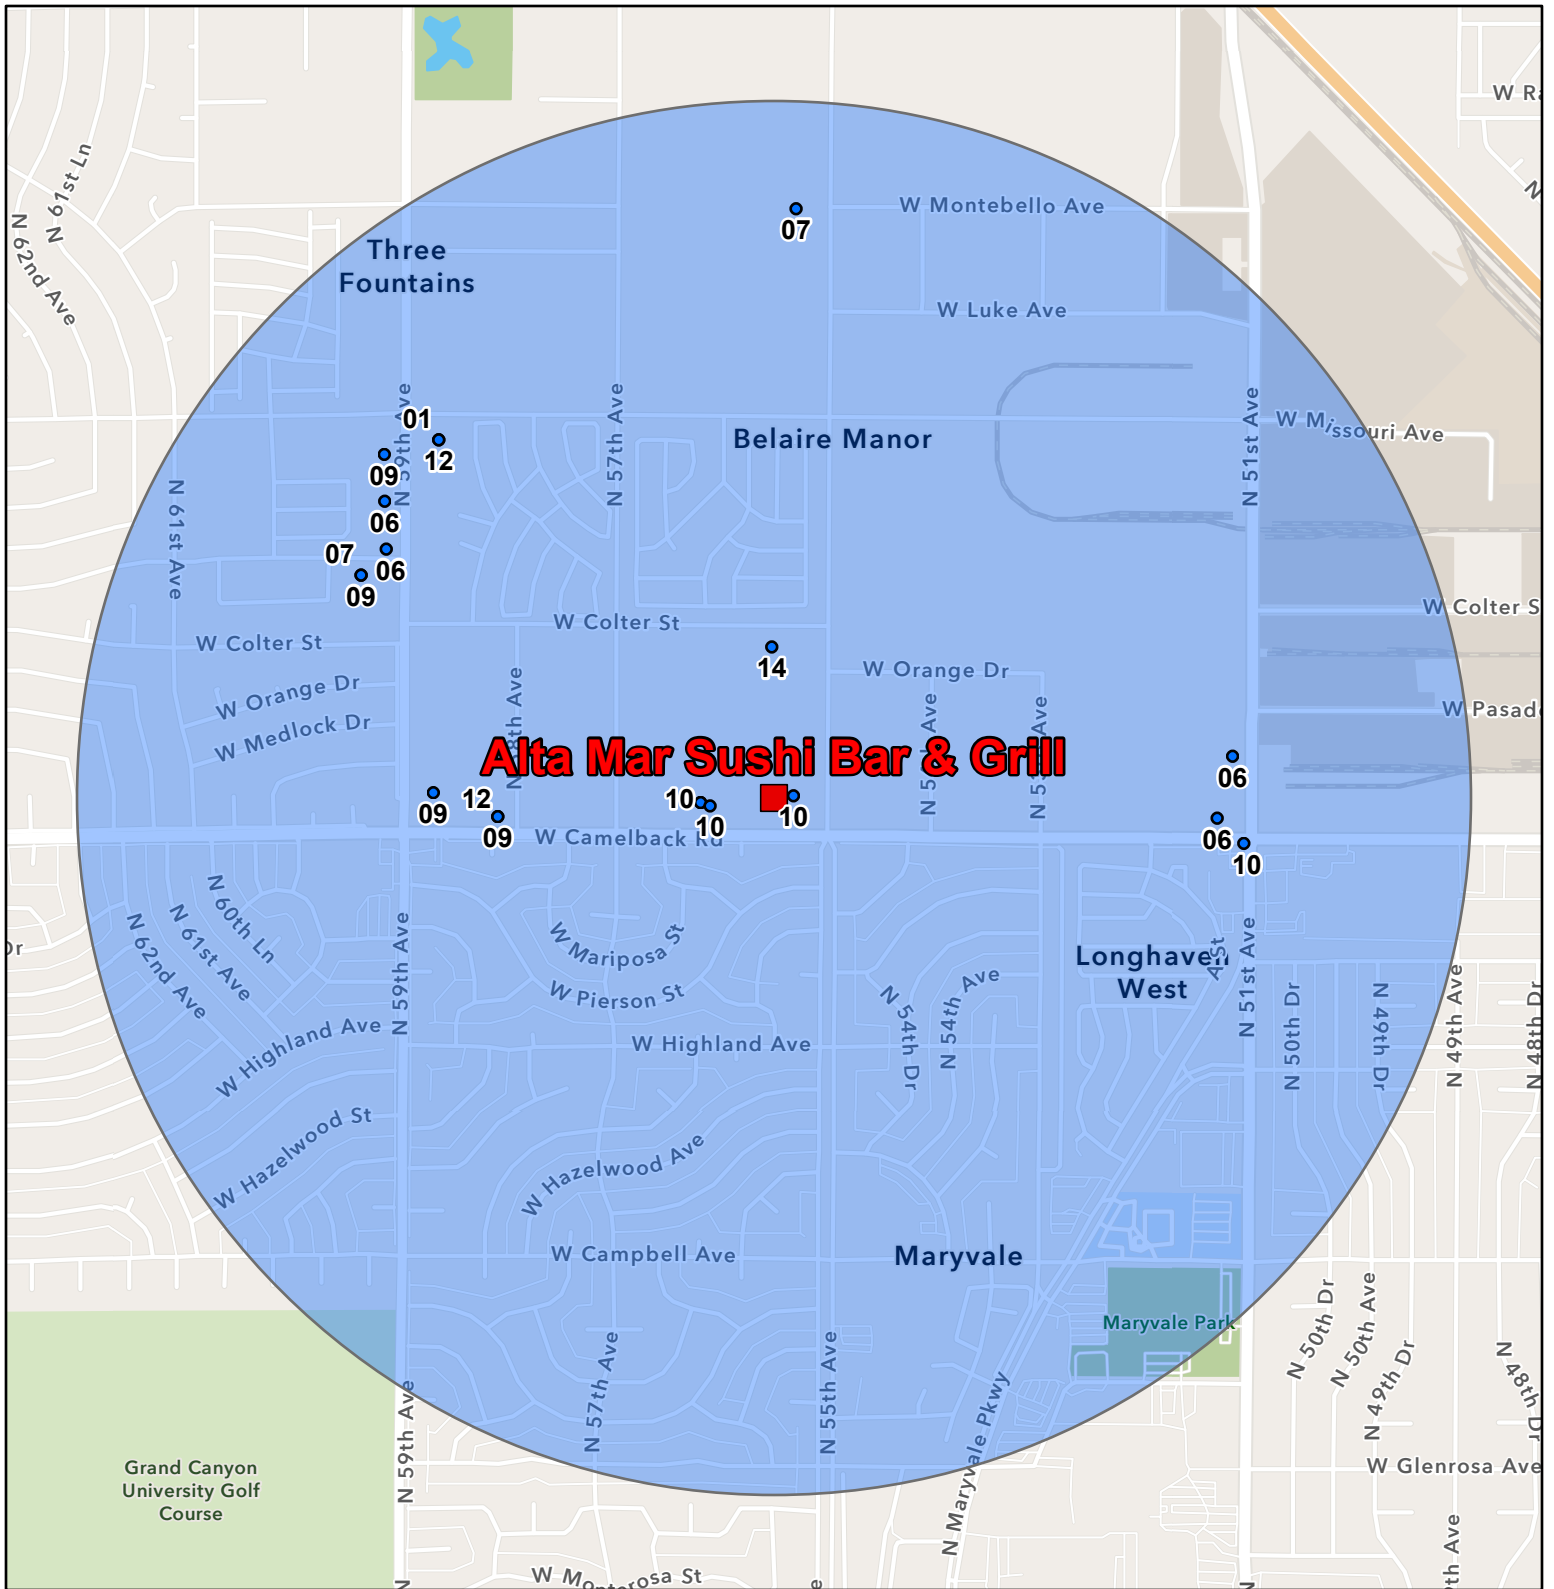 W Ra
N 61st Ln
N 62nd Ave
N
07
W Montebello Ave
Three
Fountains
W Luke Ave
01
12
09
N 59th Ave
N 57th Ave
Belaire Manor
N 51st Ave
W Missouri Ave
06
07
06
09
N 61st Ave
W Colter St
W Colter St
W Colter S
14
W Orange Dr
W Orange Dr
W Medlock Dr
N 58th Ave
W Pasad
Alta Mar Sushi Bar & Grill
06
09
12
09
10
10
10
06
10
W Camelback Rd
N 60th Ln
N 61st Ave
N 62nd Ave
Dr
N 59th Ave
W Mariposa St
W Pierson St
N 54th Dr
N 54th Ave
Longhaven
West
A St
N 51st Ave
N 50th Dr
N 49th Dr
N 49th Ave
N 48th Dr
W Highland Ave
W Highland Ave
W Hazelwood St
W Hazelwood Ave
W Campbell Ave
Maryvale
Maryvale Park
N 59th Ave
N 57th Ave
N 55th Ave
N Maryvale Pkwy
N 50th Dr
N 50th Ave
N 49th Dr
N 48th Dr
Grand Canyon
University Golf
Course
W Glenrosa Ave
W Monterosa St
N
e
N
9th Ave
N